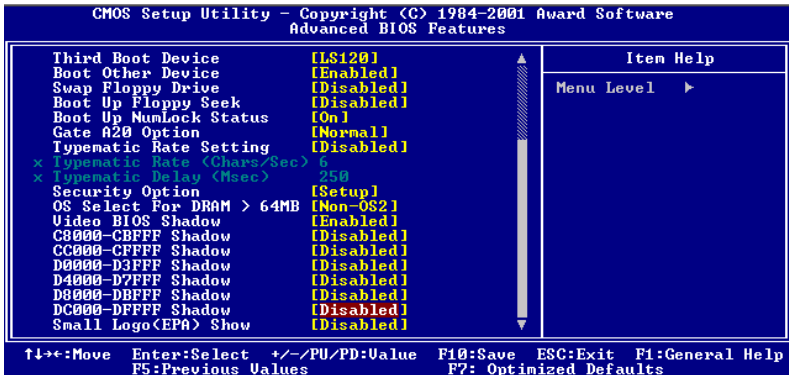 CMOS Setup Utility – Copyright (C) 1984-2001 Award Software
Advanced BIOS Features
Third Boot Device [LS120]
Boot Other Device [Enabled]
Swap Floppy Drive [Disabled]
Boot Up Floppy Seek [Disabled]
Boot Up NumLock Status [On]
Gate A20 Option [Normal]
Typematic Rate Setting [Disabled]
x Typematic Rate (Chars/Sec) 6
x Typematic Delay (Msec) 250
Security Option [Setup]
OS Select For DRAM > 64MB [Non-OS2]
Video BIOS Shadow [Enabled]
C8000-CBFFF Shadow [Disabled]
CC000-CFFFF Shadow [Disabled]
D0000-D3FFF Shadow [Disabled]
D4000-D7FFF Shadow [Disabled]
D8000-DBFFF Shadow [Disabled]
DC000-DFFFF Shadow [Disabled]
Small Logo(EPA) Show [Disabled]
Item Help
Menu Level ►
↑↓→←:Move Enter:Select +/-/PU/PD:Value F10:Save ESC:Exit F1:General Help
F5:Previous Values F7: Optimized Defaults